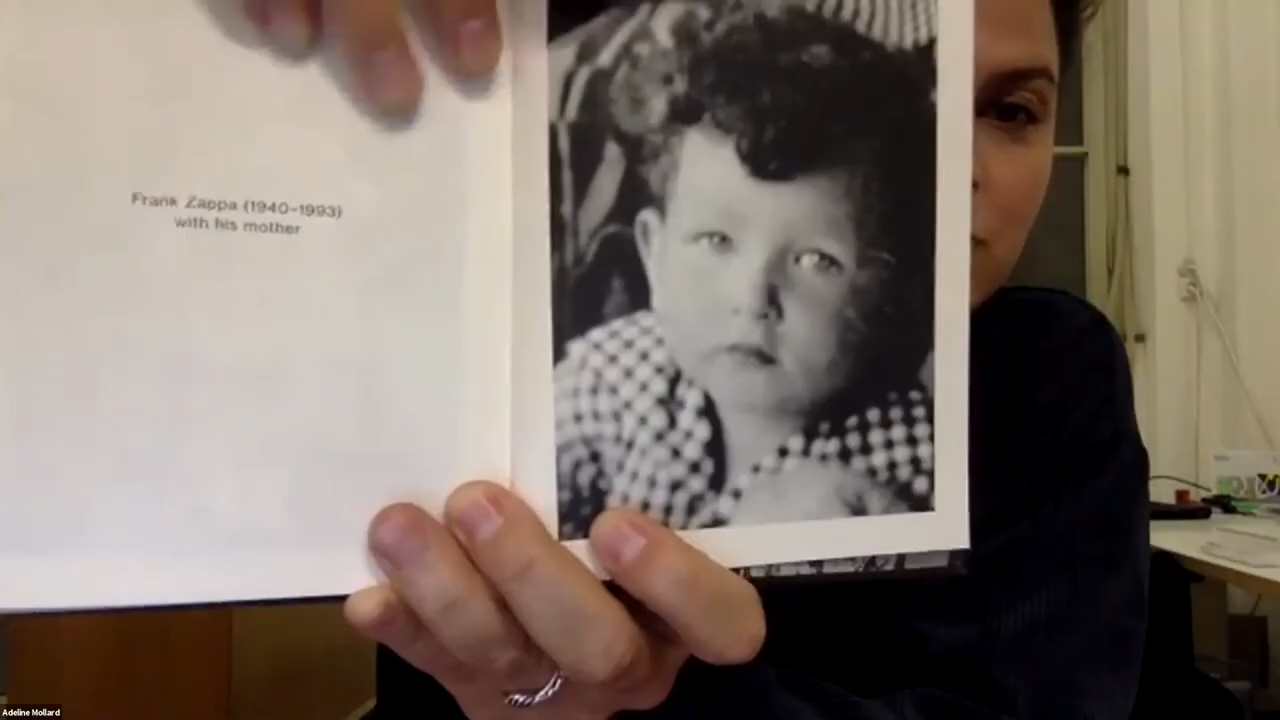 Frank Zappa (1940–1993)
with his mother
Adeline Mollard